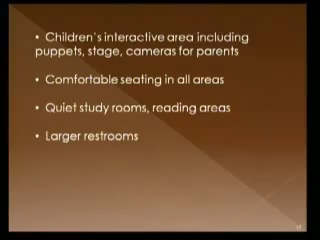 • Children's interactive area including
puppets, stage, cameras for parents
• Comfortable seating in all areas
• Quiet study rooms, reading areas
• Larger restrooms